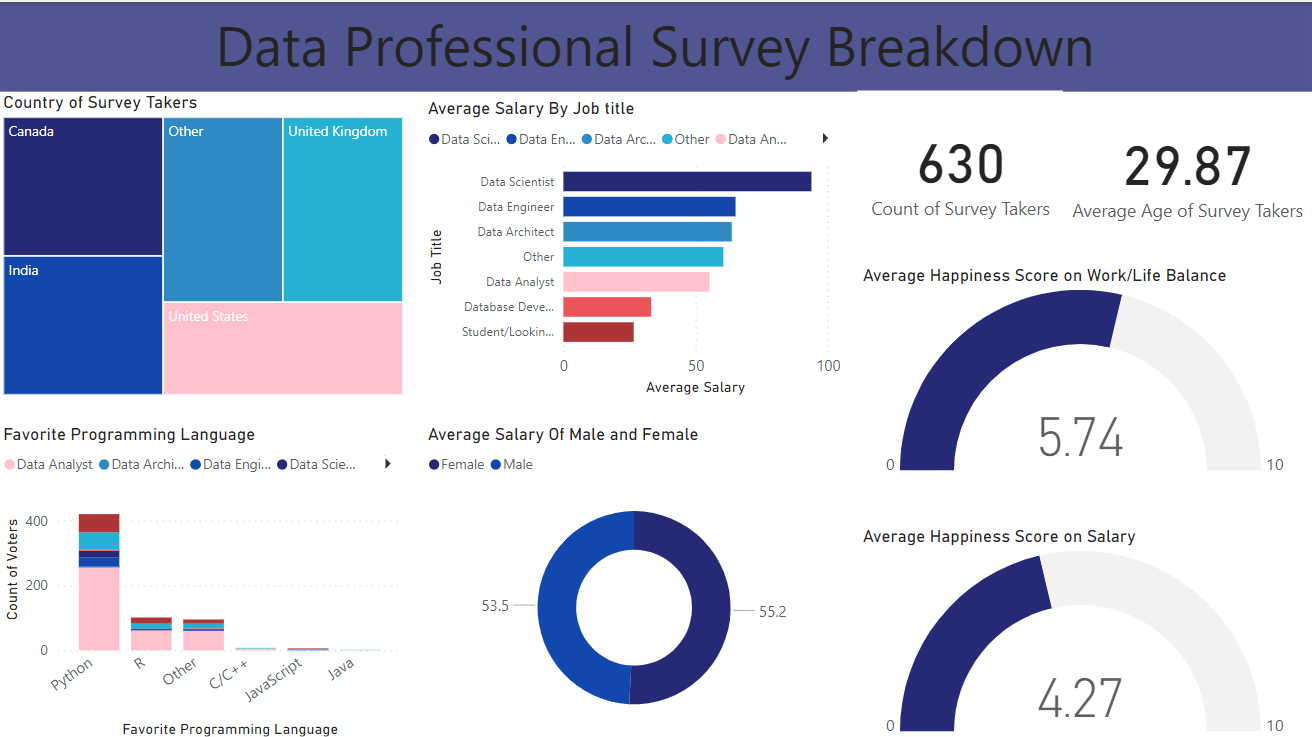 Data Professional Survey Breakdown
Country of Survey Takers
Canada
Other
United Kingdom
India
United States
Average Salary By Job title
Data Sci... Data En... Data Arc... Other Data An...
Job Title
Data Scientist
Data Engineer
Data Architect
Other
Data Analyst
Database Deve...
Student/Lookin...
0 50 100
Average Salary
630
Count of Survey Takers
29.87
Average Age of Survey Takers
Average Happiness Score on Work/Life Balance
5.74
0 10
Favorite Programming Language
Data Analyst Data Archi... Data Engi... Data Scie...
Count of Voters
400
200
0
Python R Other C/C++ JavaScript Java
Favorite Programming Language
Average Salary Of Male and Female
Female Male
53.5
55.2
Average Happiness Score on Salary
4.27
0 10